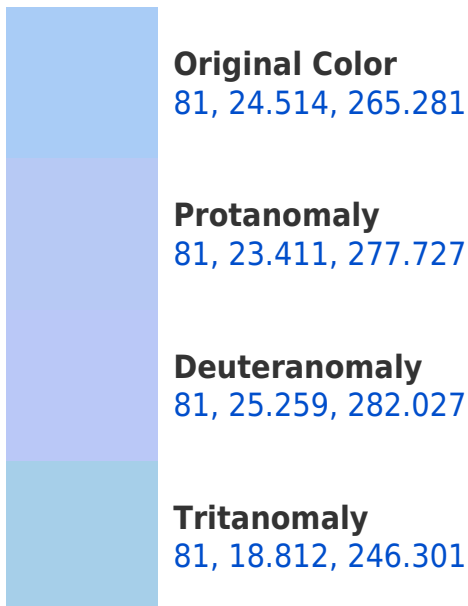 Original Color
81, 24.514, 265.281
Protanomaly
81, 23.411, 277.727
Deuteranomaly
81, 25.259, 282.027
Tritanomaly
81, 18.812, 246.301